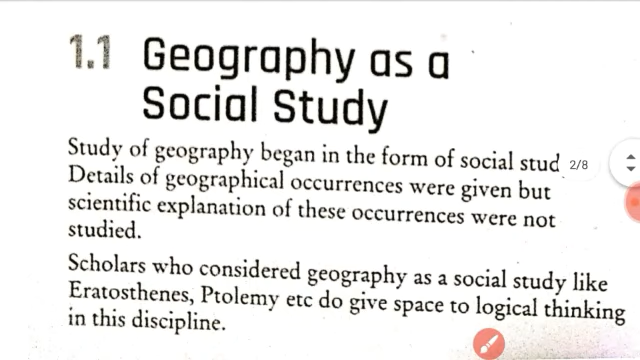 1.1 Geography as a
Social Study
Study of geography began in the form of social stud
Details of geographical occurrences were given but
scientific explanation of these occurrences were not
studied.
Scholars who considered geography as a social study like
Eratosthenes, Ptolemy etc do give space to logical thinking
in this discipline.
2/8